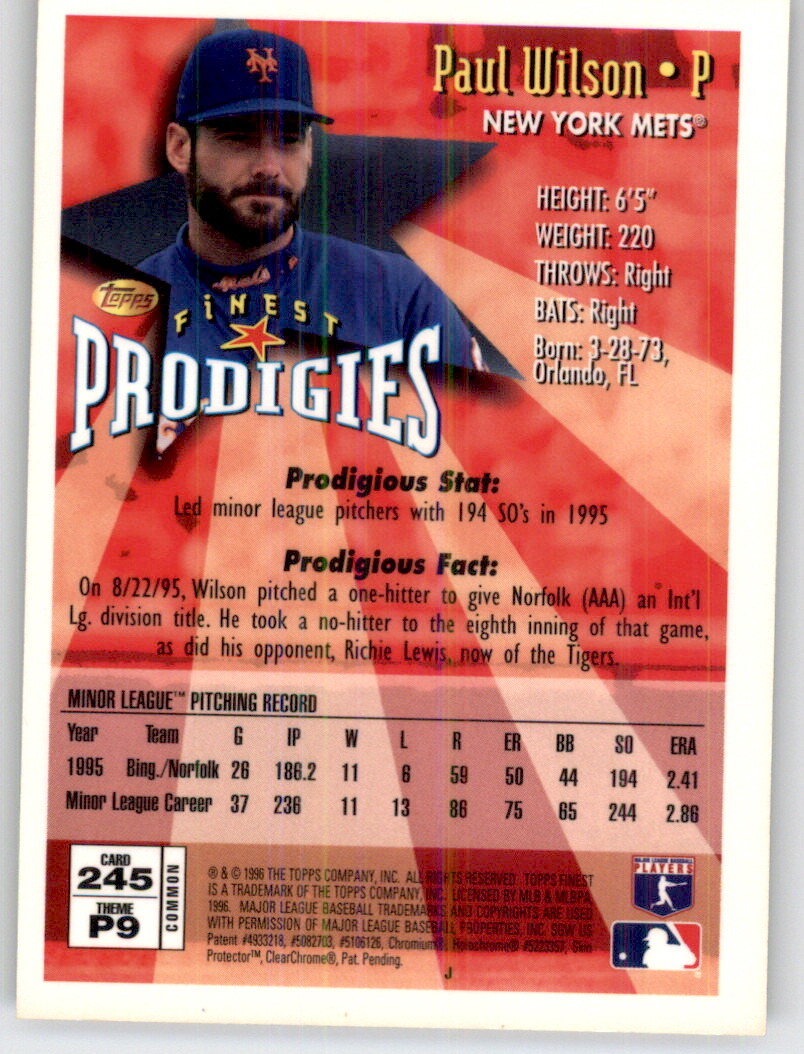 Paul Wilson • P
NEW YORK METS®
HEIGHT: 6'5"
WEIGHT: 220
THROWS: Right
BATS: Right
Born: 3-28-73,
Orlando, FL
Topps
FINEST
PRODIGIES
Prodigious Stat:
Led minor league pitchers with 194 SO's in 1995
Prodigious Fact:
On 8/22/95, Wilson pitched a one-hitter to give Norfolk (AAA) an Int'l
Lg. division title. He took a no-hitter to the eighth inning of that game,
as did his opponent, Richie Lewis, now of the Tigers.
MINOR LEAGUE™ PITCHING RECORD
Year Team G IP W L R ER BB SO ERA
1995 Bing./Norfolk 26 186.2 11 6 59 50 44 194 2.41
Minor League Career 37 236 11 13 86 75 65 244 2.86
CARD
245
THEME
P9
COMMON
® & © 1996 THE TOPPS COMPANY, INC. ALL RIGHTS RESERVED. TOPPS FINEST
IS A TRADEMARK OF THE TOPPS COMPANY, INC. LICENSED BY MLB & MLBPA
1996. MAJOR LEAGUE BASEBALL TRADEMARKS AND COPYRIGHTS ARE USED
WITH PERMISSION OF MAJOR LEAGUE BASEBALL PROPERTIES, INC. SGW US
Patent #4933218, #5082703, #5106126, Chromium®, Holochrome® #5223357, Skin
Protector™, ClearChrome®, Pat. Pending.
J
MAJOR LEAGUE BASEBALL
PLAYERS